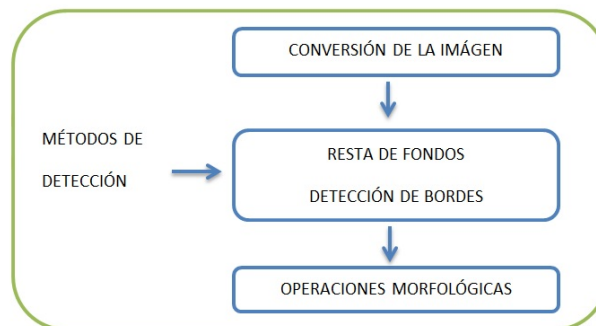 CONVERSIÓN DE LA IMÁGEN
MÉTODOS DE
DETECCIÓN
RESTA DE FONDOS
DETECCIÓN DE BORDES
OPERACIONES MORFOLÓGICAS